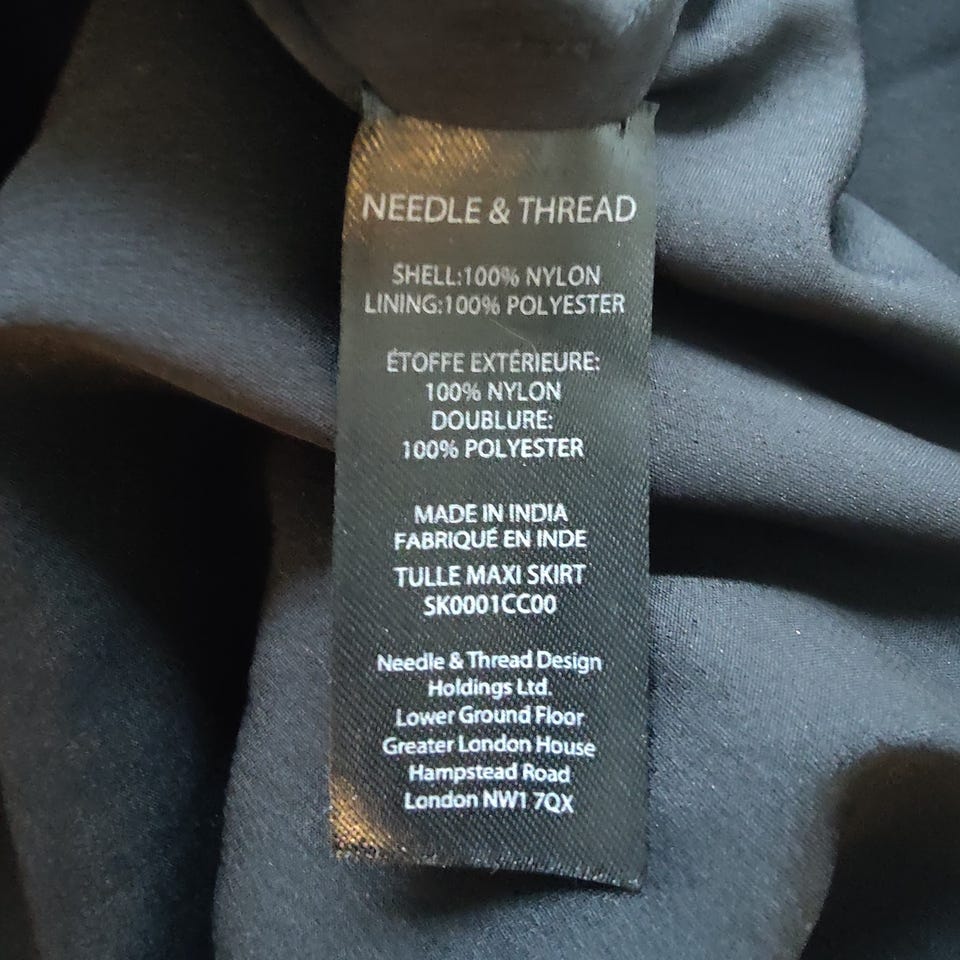 NEEDLE & THREAD
SHELL:100% NYLON
LINING:100% POLYESTER
ÉTOFFE EXTÉRIEURE:
100% NYLON
DOUBLURE:
100% POLYESTER
MADE IN INDIA
FABRIQUÉ EN INDE
TULLE MAXI SKIRT
SK0001CC00
Needle & Thread Design
Holdings Ltd.
Lower Ground Floor
Greater London House
Hampstead Road
London NW1 7QX